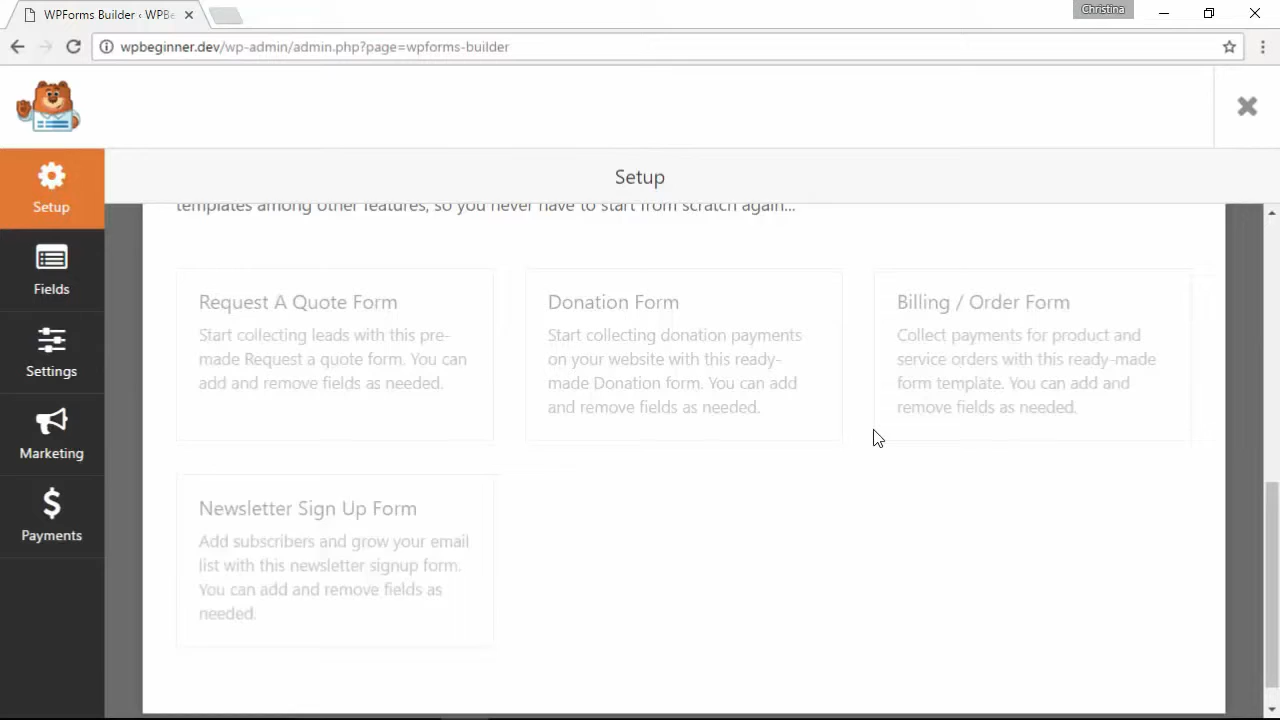 WPForms Builder ‹ WPBe
Christina
wpbeginner.dev/wp-admin/admin.php?page=wpforms-builder
Setup
Setup
Fields
Settings
Marketing
Payments
templates among other features, so you never have to start from scratch again...
Request A Quote Form
Start collecting leads with this pre-
made Request a quote form. You can
add and remove fields as needed.
Donation Form
Start collecting donation payments
on your website with this ready-
made Donation form. You can add
and remove fields as needed.
Billing / Order Form
Collect payments for product and
service orders with this ready-made
form template. You can add and
remove fields as needed.
Newsletter Sign Up Form
Add subscribers and grow your email
list with this newsletter signup form.
You can add and remove fields as
needed.